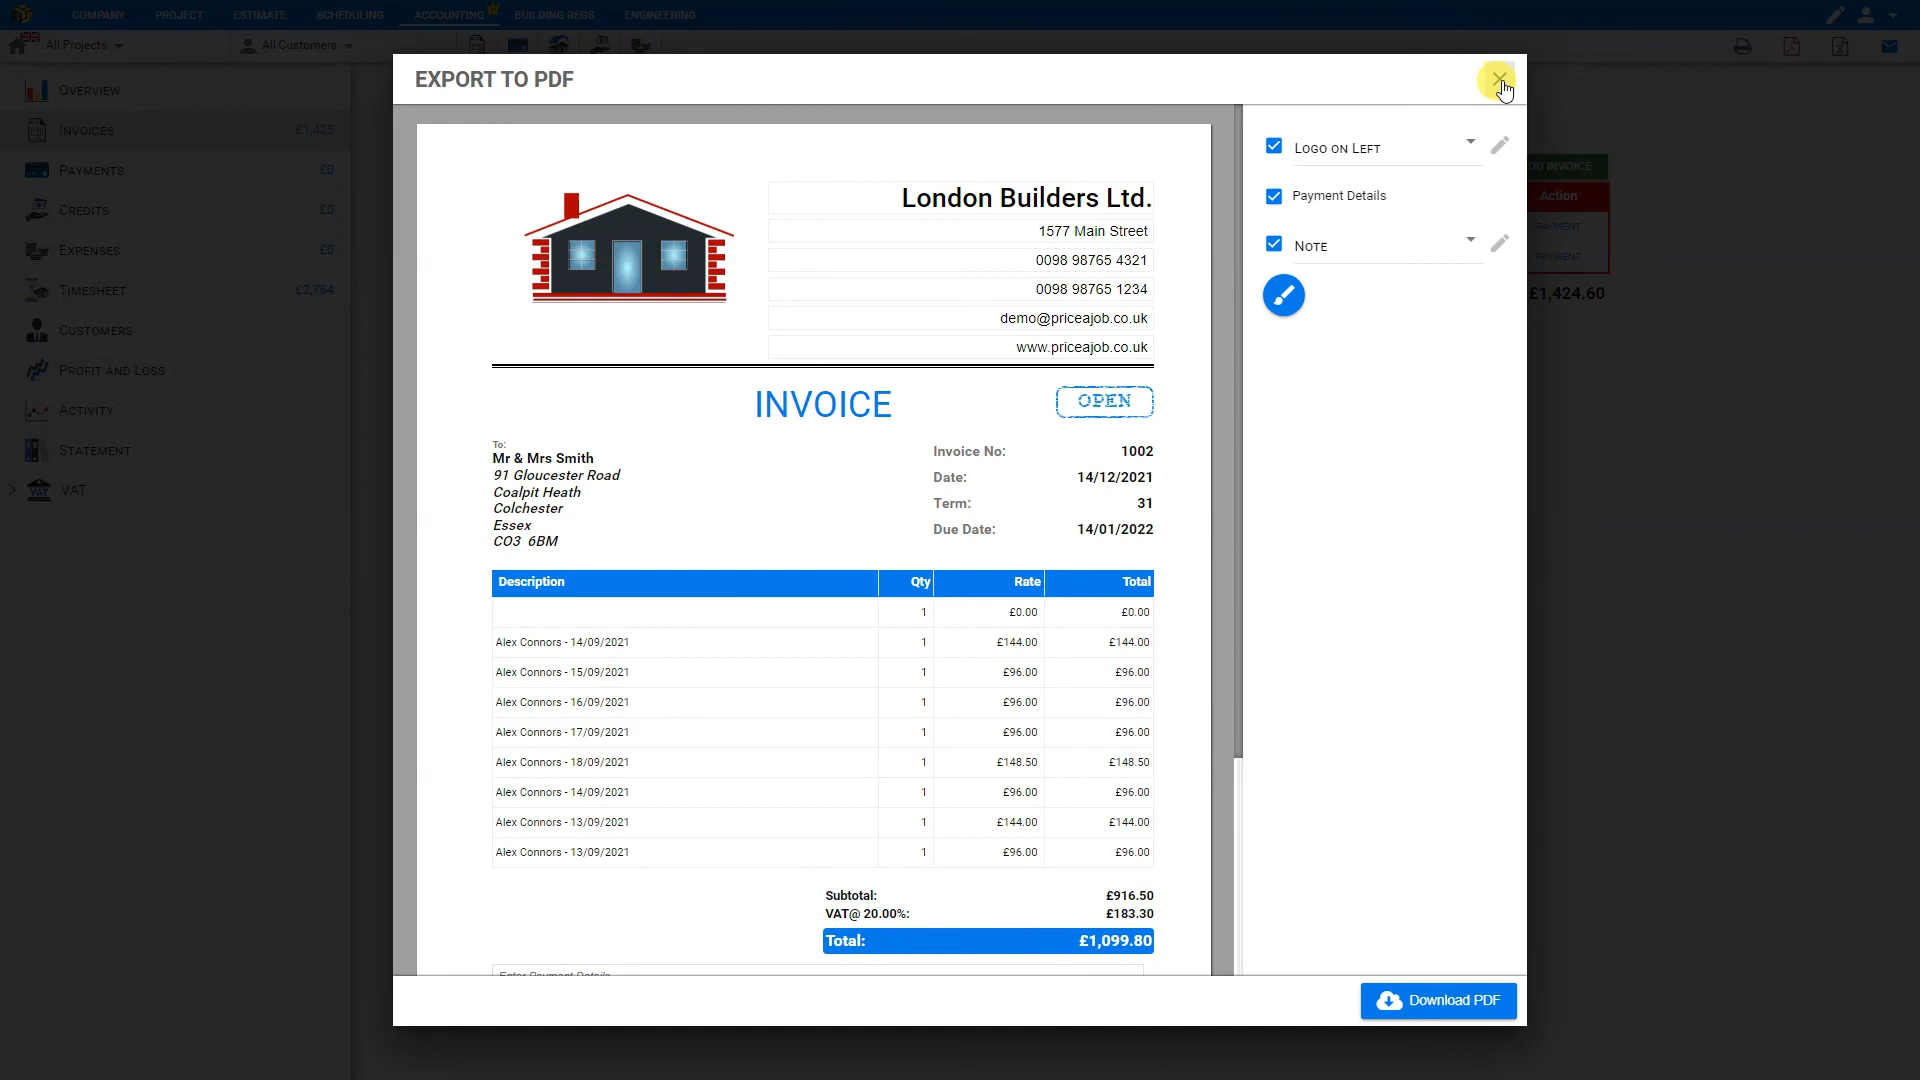 COMPANY PROJECT ESTIMATE SCHEDULING ACCOUNTING BUILDING REGS ENGINEERING
All Projects All Customers
EXPORT TO PDF
OVERVIEW
INVOICES £1,425
PAYMENTS £0
CREDITS £0
EXPENSES £0
TIMESHEET £2,784
CUSTOMERS
PROFIT AND LOSS
ACTIVITY
STATEMENT
VAT VAT
London Builders Ltd.
1577 Main Street
0098 98765 4321
0098 98765 1234
demo@priceajob.co.uk
www.priceajob.co.uk
INVOICE OPEN
To:
Mr & Mrs Smith
91 Gloucester Road
Coalpit Heath
Colchester
Essex
CO3 6BM
Invoice No: 1002
Date: 14/12/2021
Term: 31
Due Date: 14/01/2022
Description Qty Rate Total
1 £0.00 £0.00
Alex Connors - 14/09/2021 1 £144.00 £144.00
Alex Connors - 15/09/2021 1 £96.00 £96.00
Alex Connors - 16/09/2021 1 £96.00 £96.00
Alex Connors - 17/09/2021 1 £96.00 £96.00
Alex Connors - 18/09/2021 1 £148.50 £148.50
Alex Connors - 14/09/2021 1 £96.00 £96.00
Alex Connors - 13/09/2021 1 £144.00 £144.00
Alex Connors - 13/09/2021 1 £96.00 £96.00
Subtotal: £916.50
VAT@ 20.00%: £183.30
Total: £1,099.80
Enter Payment Details
LOGO ON LEFT
Payment Details
NOTE
Download PDF
INVOICE
Action
PAYMENT
PAYMENT
£1,424.60